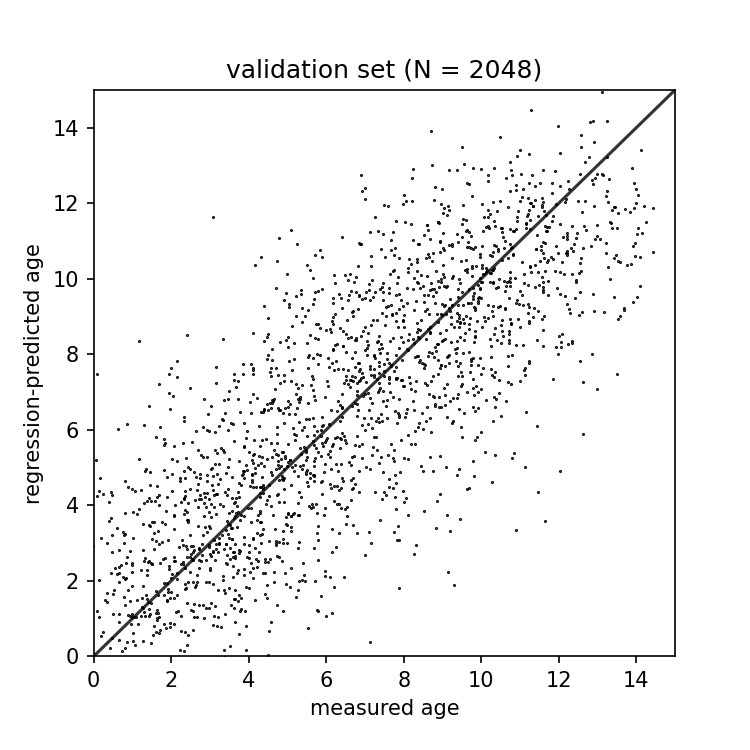 validation set (N = 2048)
14
12
10
8
6
4
2
0
regression-predicted age
0 2 4 6 8 10 12 14
measured age